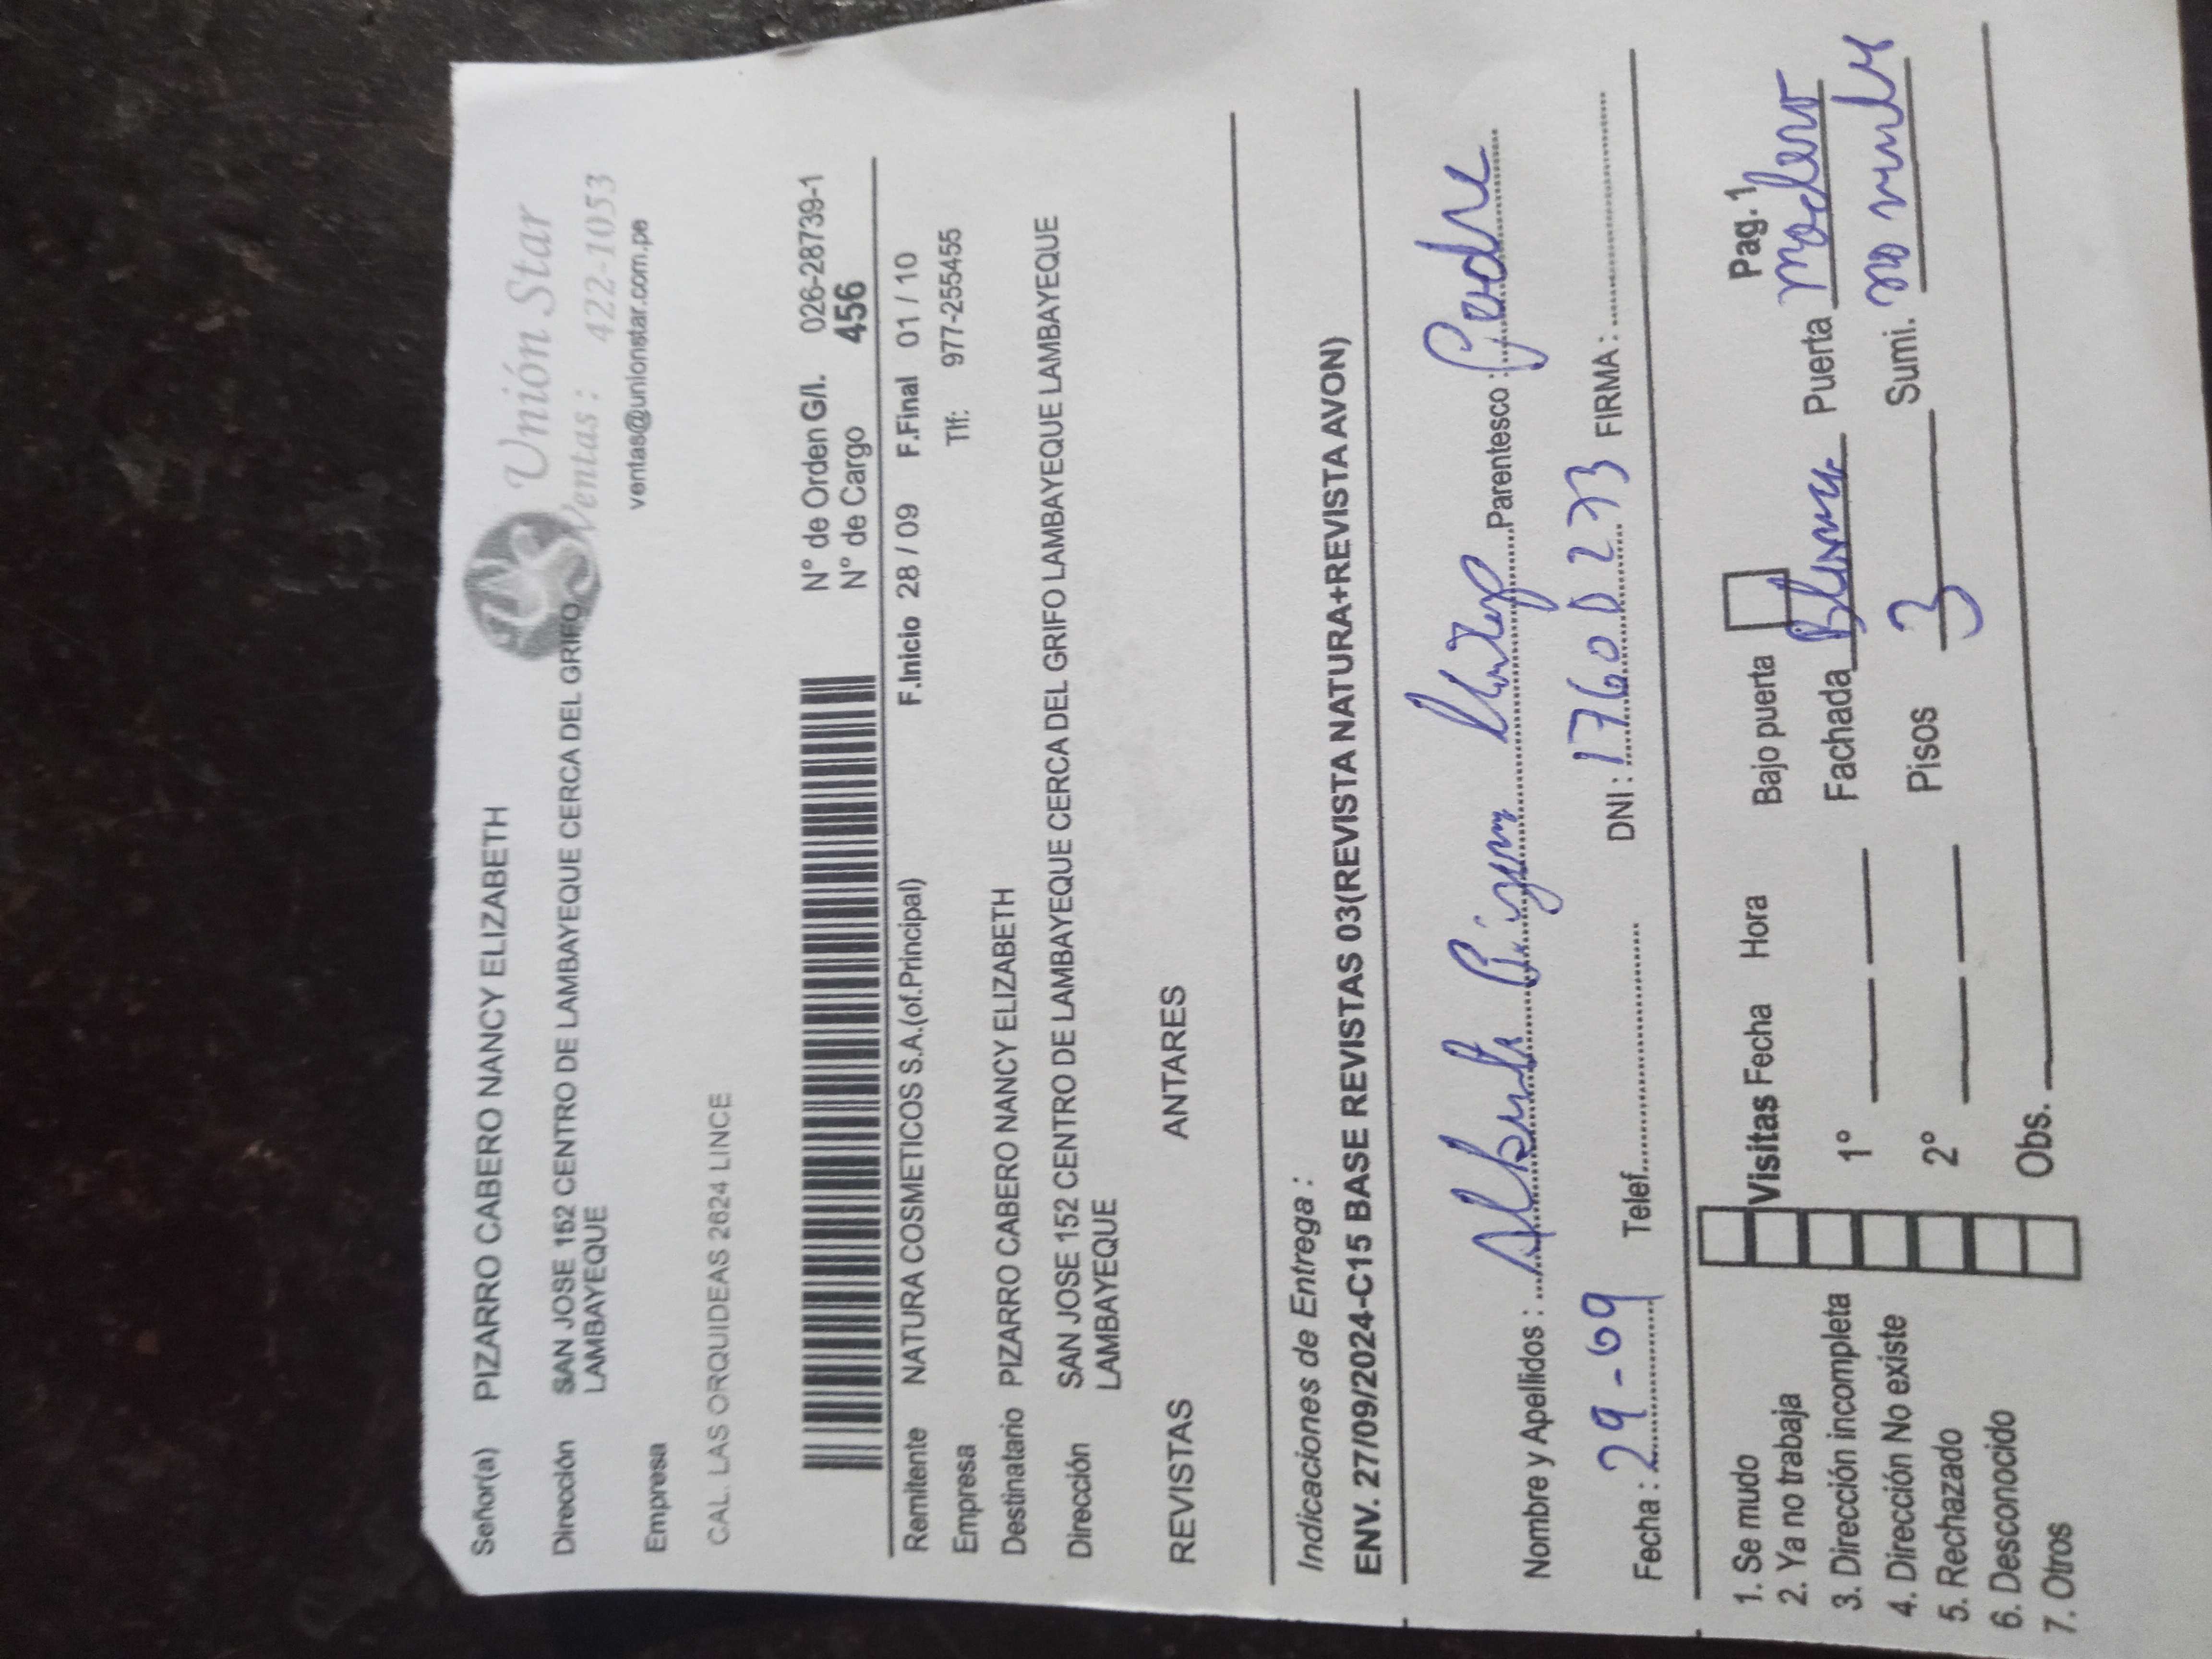 Señor(a) PIZARRO CABERO NANCY ELIZABETH
Unión Star
Dirección SAN JOSE 152 CENTRO DE LAMBAYEQUE CERCA DEL GRIFO
LAMBAYEQUE
Ventas : 422-1053
ventas@unionstar.com.pe
Empresa
CAL. LAS ORQUIDEAS 2624 LINCE
N° de Orden G/I. 026-28739-1
N° de Cargo 456
Remitente NATURA COSMETICOS S.A.(of.Principal) F.Inicio 28 / 09 F.Final 01 / 10
Empresa Tlf: 977-255455
Destinatario PIZARRO CABERO NANCY ELIZABETH
Dirección SAN JOSE 152 CENTRO DE LAMBAYEQUE CERCA DEL GRIFO LAMBAYEQUE LAMBAYEQUE
LAMBAYEQUE
REVISTAS ANTARES
Indicaciones de Entrega :
ENV. 27/09/2024-C15 BASE REVISTAS 03(REVISTA NATURA+REVISTA AVON)
Nombre y Apellidos : Alberto Parentesco : Padre
Fecha : 29-09 Telef. DNI : 17600273 FIRMA :
Pag. 1
1. Se mudo
2. Ya no trabaja
3. Dirección incompleta
4. Dirección No existe
5. Rechazado
6. Desconocido
7. Otros
Visitas Fecha Hora Bajo puerta
1° Fachada Blanca Puerta madera
2° Pisos 3 Sumi. no
Obs.